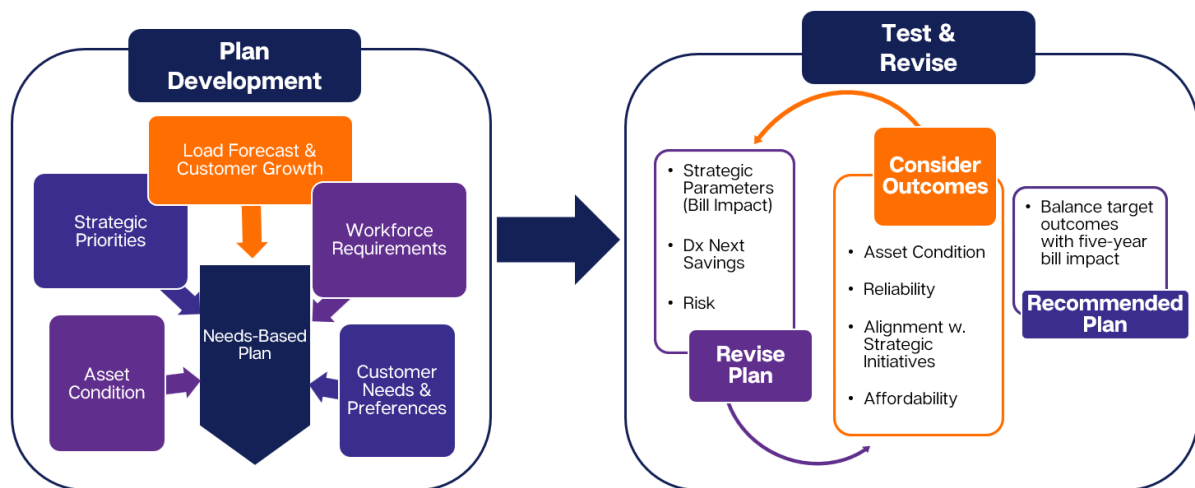 Plan
Development
Load Forecast &
Customer Growth
Strategic
Priorities
Workforce
Requirements
Needs-Based
Plan
Asset
Condition
Customer
Needs &
Preferences
Test &
Revise
• Strategic
Parameters
(Bill Impact)
• Dx Next
Savings
• Risk
Revise
Plan
Consider
Outcomes
• Asset Condition
• Reliability
• Alignment w.
Strategic
Initiatives
• Affordability
• Balance target
outcomes
with five-year
bill impact
Recommended
Plan